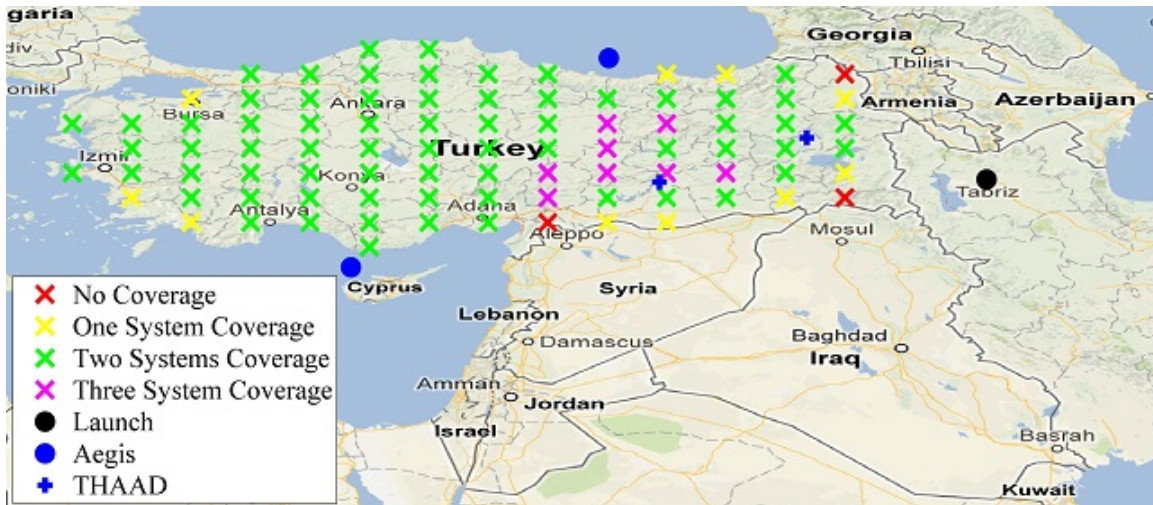 garia
Georgia
div
Tbilisi
oniki
Bursa
Ankara
Armenia
Azerbaijan
Izmir
Turkey
Konya
Tabriz
Antalya
Adana
Aleppo
Mosul
Cyprus
Syria
Lebanon
Damascus
Baghdad
Iraq
Amman
Jordan
Israel
Basrah
Kuwait
No Coverage
One System Coverage
Two Systems Coverage
Three System Coverage
Launch
Aegis
THAAD